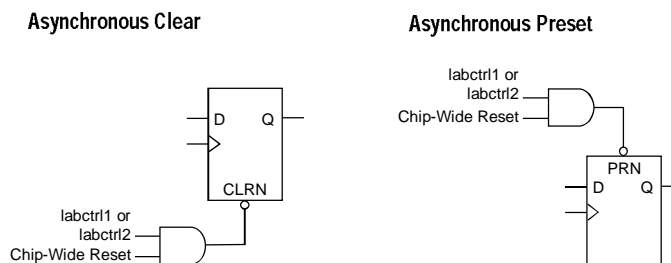 Asynchronous Clear
D Q
CLRN
labctrl1 or
labctrl2
Chip-Wide Reset
Asynchronous Preset
labctrl1 or
labctrl2
Chip-Wide Reset
PRN
D Q